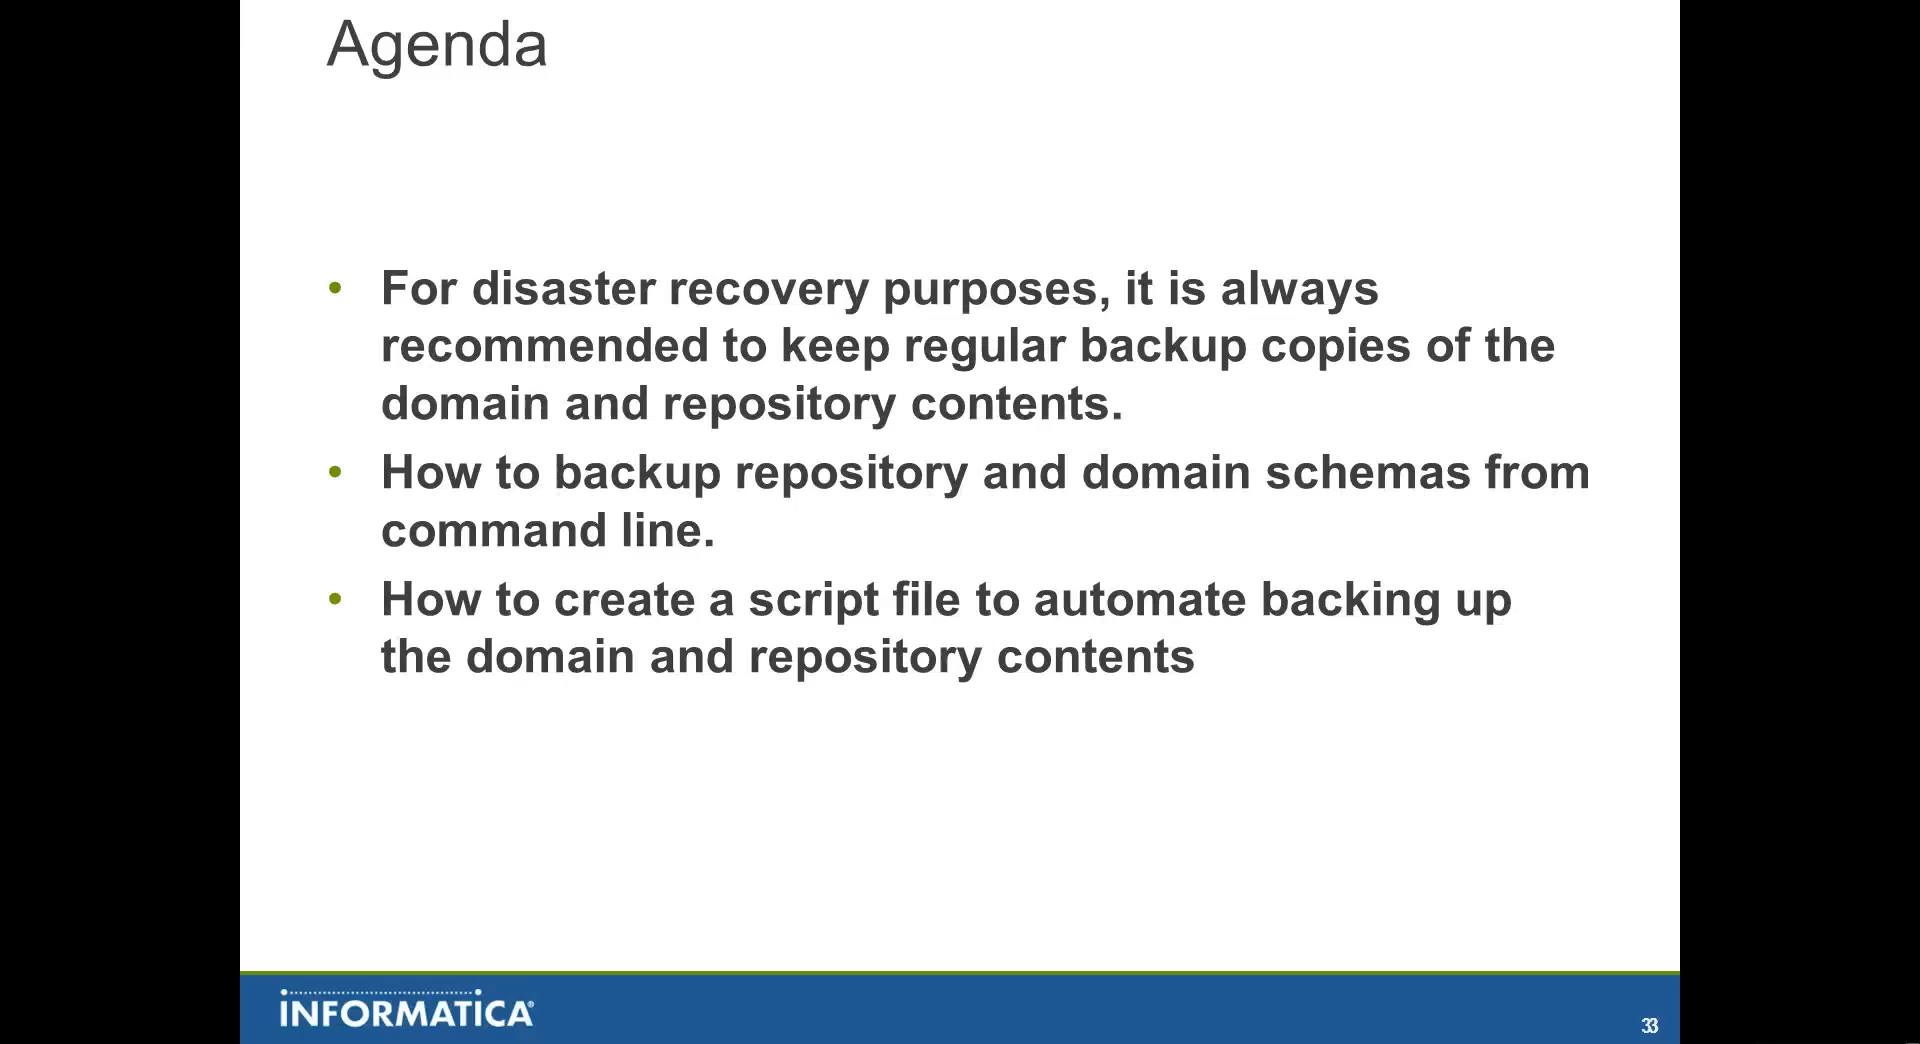 Agenda
• For disaster recovery purposes, it is always
recommended to keep regular backup copies of the
domain and repository contents.
• How to backup repository and domain schemas from
command line.
• How to create a script file to automate backing up
the domain and repository contents
INFORMATICA®
33